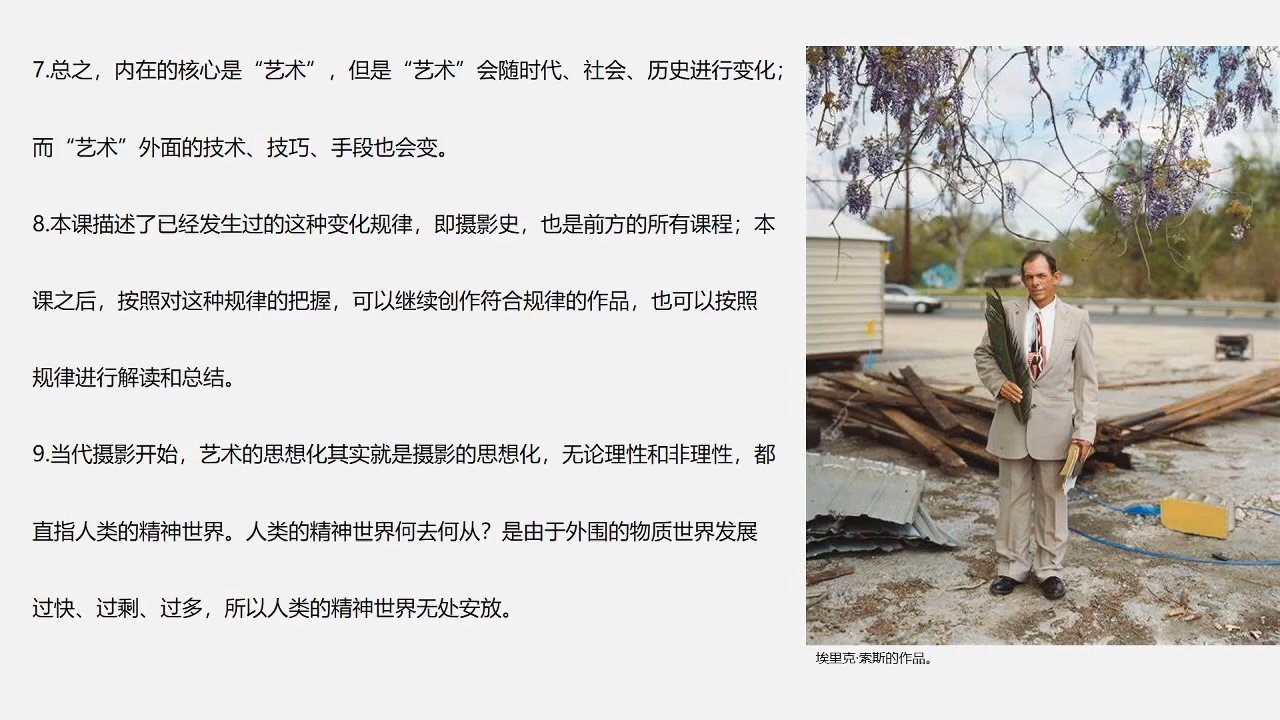 7.总之，内在的核心是“艺术”，但是“艺术”会随时代、社会、历史进行变化；
而“艺术”外面的技术、技巧、手段也会变。
8.本课描述了已经发生过的这种变化规律，即摄影史，也是前方的所有课程；本
课之后，按照对这种规律的把握，可以继续创作符合规律的作品，也可以按照
规律进行解读和总结。
9.当代摄影开始，艺术的思想化其实就是摄影的思想化，无论理性和非理性，都
直指人类的精神世界。人类的精神世界何去何从？是由于外围的物质世界发展
过快、过剩、过多，所以人类的精神世界无处安放。
埃里克·索斯的作品。